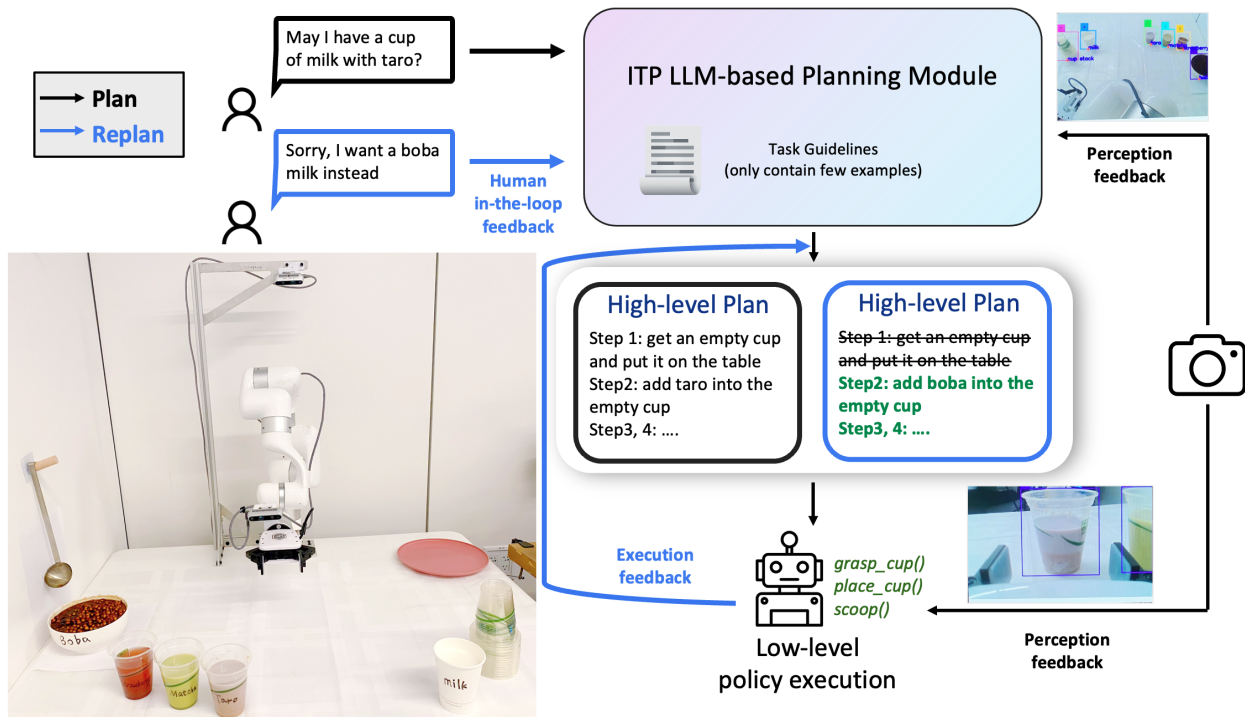 May I have a cup
of milk with taro?
Plan
Replan
Sorry, I want a boba
milk instead
Human
in-the-loop
feedback
ITP LLM-based Planning Module
Task Guidelines
(only contain few examples)
milk
Perception
feedback
High-level Plan
Step 1: get an empty cup
and put it on the table
Step2: add taro into the
empty cup
Step3, 4: ....
High-level Plan
Step 1: get an empty cup
and put it on the table
Step2: add boba into the
empty cup
Step3, 4: ....
Execution
feedback
grasp_cup()
place_cup()
scoop()
Low-level
policy execution
Perception
feedback
Boba
Matcha
Taro
milk